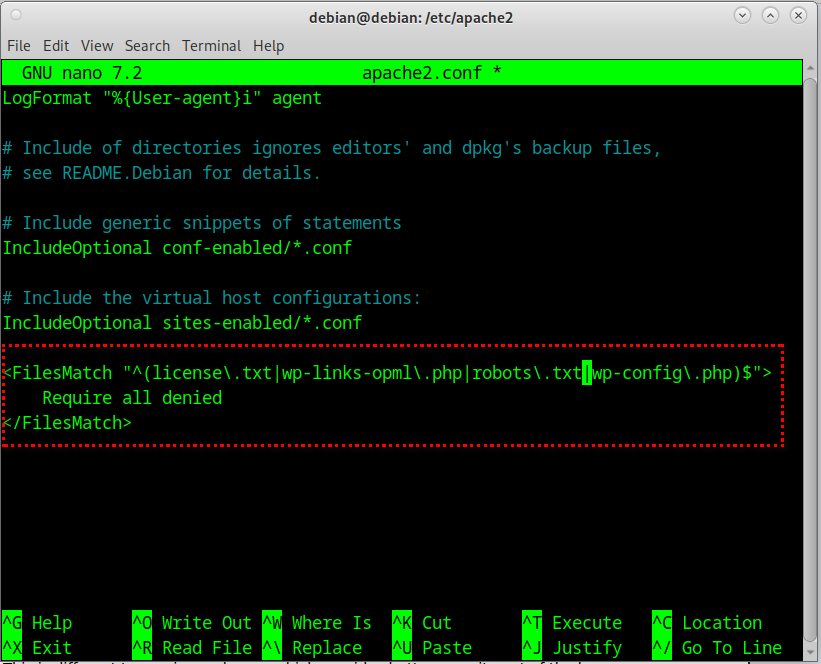 debian@debian: /etc/apache2
File Edit View Search Terminal Help
GNU nano 7.2 apache2.conf *
LogFormat "%{User-agent}i" agent
# Include of directories ignores editors' and dpkg's backup files,
# see README.Debian for details.
# Include generic snippets of statements
IncludeOptional conf-enabled/*.conf
# Include the virtual host configurations:
IncludeOptional sites-enabled/*.conf
<FilesMatch "^(license\.txt|wp-links-opml\.php|robots\.txt|wp-config\.php)$">
Require all denied
</FilesMatch>
^G Help ^O Write Out ^W Where Is ^K Cut ^T Execute ^C Location
^X Exit ^R Read File ^\ Replace ^U Paste ^J Justify ^/ Go To Line